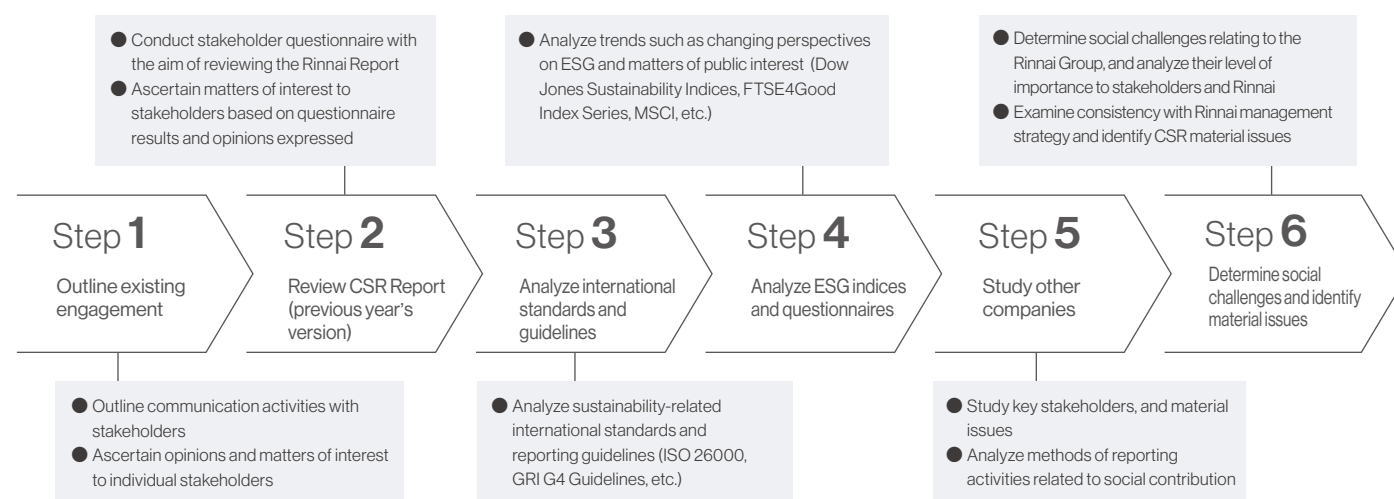 ● Conduct stakeholder questionnaire with
the aim of reviewing the Rinnai Report
● Ascertain matters of interest to
stakeholders based on questionnaire
results and opinions expressed
● Analyze trends such as changing perspectives
on ESG and matters of public interest (Dow
Jones Sustainability Indices, FTSE4Good
Index Series, MSCI, etc.)
● Determine social challenges relating to the
Rinnai Group, and analyze their level of
importance to stakeholders and Rinnai
● Examine consistency with Rinnai management
strategy and identify CSR material issues
Step 1
Outline existing
engagement
Step 2
Review CSR Report
(previous year's
version)
Step 3
Analyze international
standards and
guidelines
Step 4
Analyze ESG indices
and questionnaires
Step 5
Study other
companies
Step 6
Determine social
challenges and identify
material issues
● Outline communication activities with
stakeholders
● Ascertain opinions and matters of interest
to individual stakeholders
● Analyze sustainability-related
international standards and
reporting guidelines (ISO 26000,
GRI G4 Guidelines, etc.)
● Study key stakeholders, and material
issues
● Analyze methods of reporting
activities related to social contribution